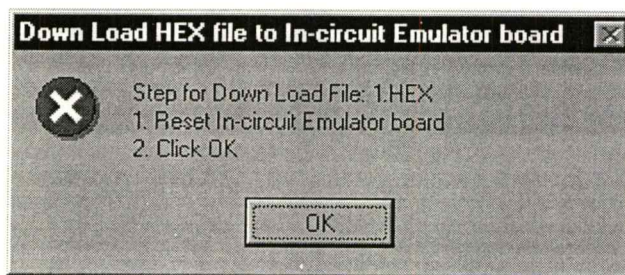 Down Load HEX file to In-circuit Emulator board
Step for Down Load File: 1.HEX
1. Reset In-circuit Emulator board
2. Click OK
OK